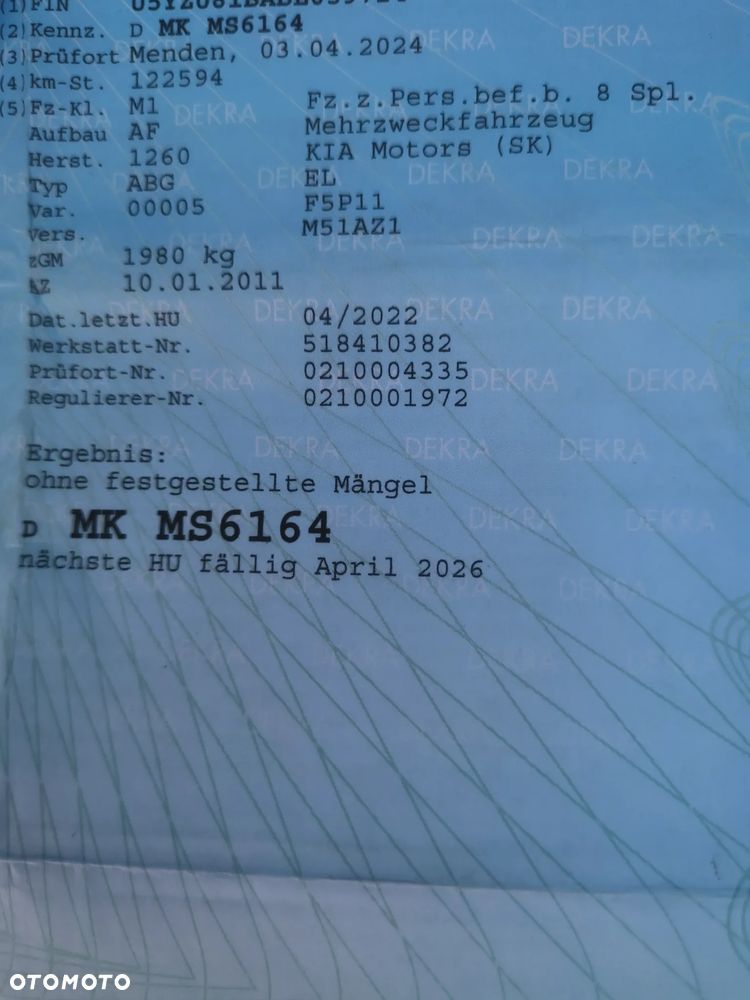 (1) FIN
(2) Kennz. D MK MS6164
(3) Prüfort Menden, 03.04.2024
(4) km-St. 122594
(5) Fz-Kl. M1 Fz.z.Pers.bef.b. 8 Spl.
Aufbau AF Mehrzweckfahrzeug
Herst. 1260 KIA Motors (SK)
Typ ABG EL
Var. 00005 F5P11
Vers. M51AZ1
zGM 1980 kg
EZ 10.01.2011
Dat.letzt.HU 04/2022
Werkstatt-Nr. 518410382
Prüfort-Nr. 0210004335
Regulierer-Nr. 0210001972
Ergebnis:
ohne festgestellte Mängel
D MK MS6164
nächste HU fällig April 2026
OTOMOTO